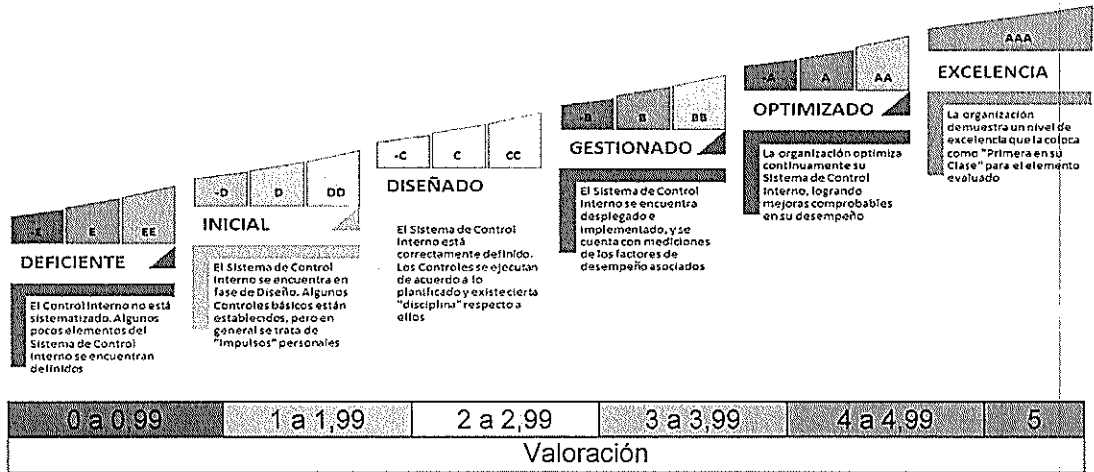 -E E EE
DEFICIENTE
El Control Interno no está
sistematizado. Algunos
pocos elementos del
Sistema de Control
Interno se encuentran
definidos
-D D DD
INICIAL
El Sistema de Control
Interno se encuentra en
fase de Diseño. Algunos
Controles básicos están
establecidos, pero en
general se trata de
"impulsos" personales
-C C CC
DISEÑADO
El Sistema de Control
Interno está
correctamente definido.
Los Controles se ejecutan
de acuerdo a lo
planificado y existe cierta
"disciplina" respecto a
ellos
-B B BB
GESTIONADO
El Sistema de Control
Interno se encuentra
desplegado e
implementado, y se
cuenta con mediciones
de los factores de
desempeño asociados
-A A AA
OPTIMIZADO
La organización optimiza
continuamente su
Sistema de Control
Interno, logrando
mejoras comprobables
en su desempeño
AAA
EXCELENCIA
La organización
demuestra un nivel de
excelencia que la coloca
como "Primera en su
Clase" para el elemento
evaluado
0 a 0,99 1 a 1,99 2 a 2,99 3 a 3,99 4 a 4,99 5
Valoración